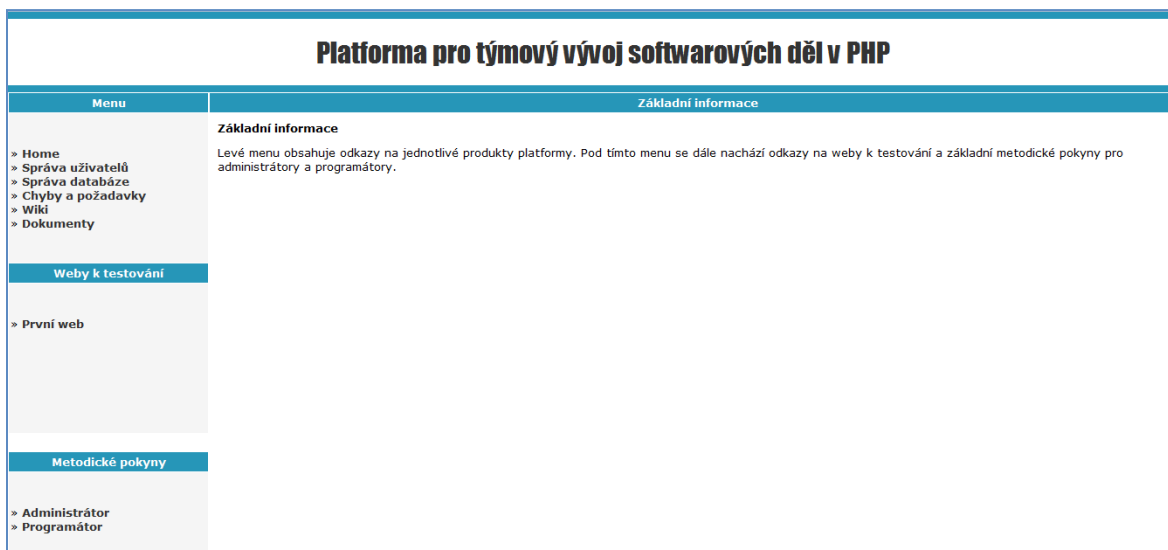 Platforma pro týmový vývoj softwarových děl v PHP
Menu
» Home
» Správa uživatelů
» Správa databáze
» Chyby a požadavky
» Wiki
» Dokumenty
Weby k testování
» První web
Metodické pokyny
» Administrátor
» Programátor
Základní informace
Základní informace
Levé menu obsahuje odkazy na jednotlivé produkty platformy. Pod tímto menu se dále nachází odkazy na weby k testování a základní metodické pokyny pro
administrátory a programátory.